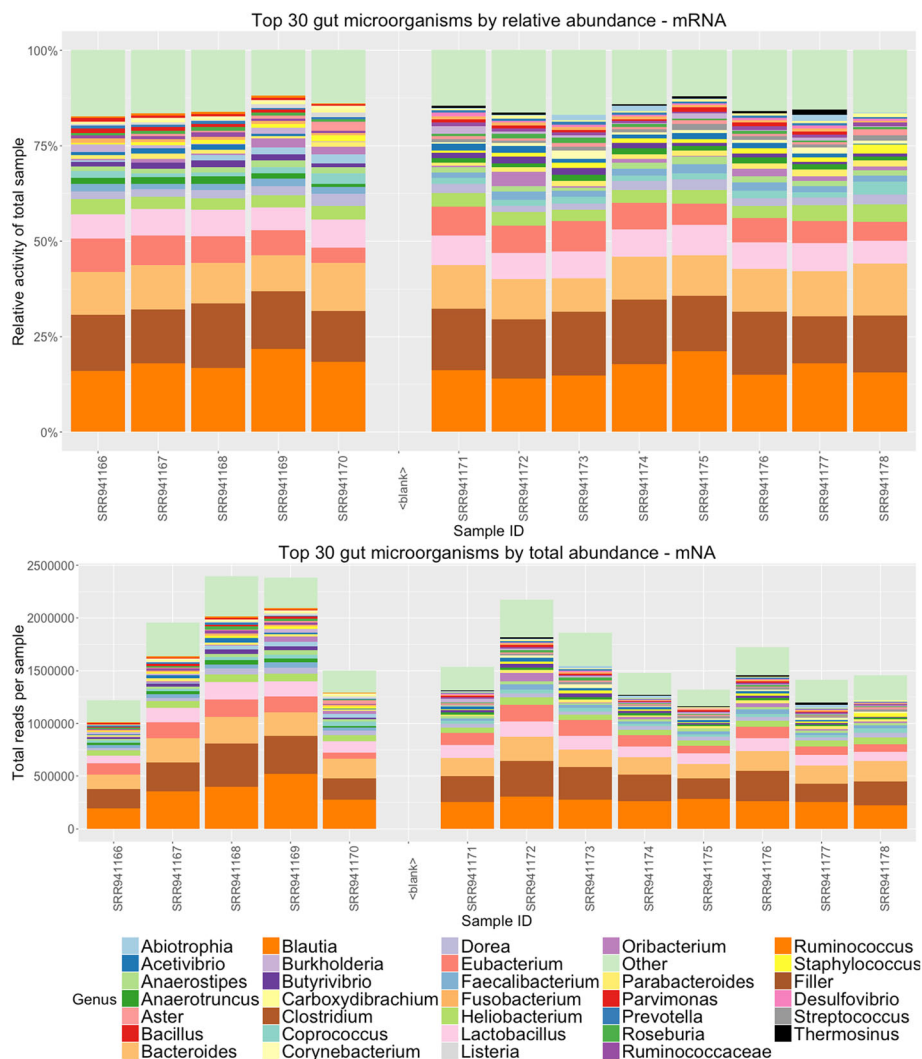 Top 30 gut microorganisms by relative abundance - mRNA
Relative activity of total sample
100%
75%
50%
25%
0%
SRR941166
SRR941167
SRR941168
SRR941169
SRR941170
<blank>
SRR941171
SRR941172
SRR941173
SRR941174
SRR941175
SRR941176
SRR941177
SRR941178
Sample ID
Top 30 gut microorganisms by total abundance - mNA
Total reads per sample
2500000
2000000
1500000
1000000
500000
0
SRR941166
SRR941167
SRR941168
SRR941169
SRR941170
<blank>
SRR941171
SRR941172
SRR941173
SRR941174
SRR941175
SRR941176
SRR941177
SRR941178
Sample ID
Genus
Abiotrophia
Acetivibrio
Anaerostipes
Anaerotruncus
Aster
Bacillus
Bacteroides
Blautia
Burkholderia
Butyrivibrio
Carboxydibrachium
Clostridium
Coprococcus
Corynebacterium
Dorea
Eubacterium
Faecalibacterium
Fusobacterium
Heliobacterium
Lactobacillus
Listeria
Oribacterium
Other
Parabacteroides
Parvimonas
Prevotella
Roseburia
Ruminococcaceae
Ruminococcus
Staphylococcus
Filler
Desulfovibrio
Streptococcus
Thermosinus